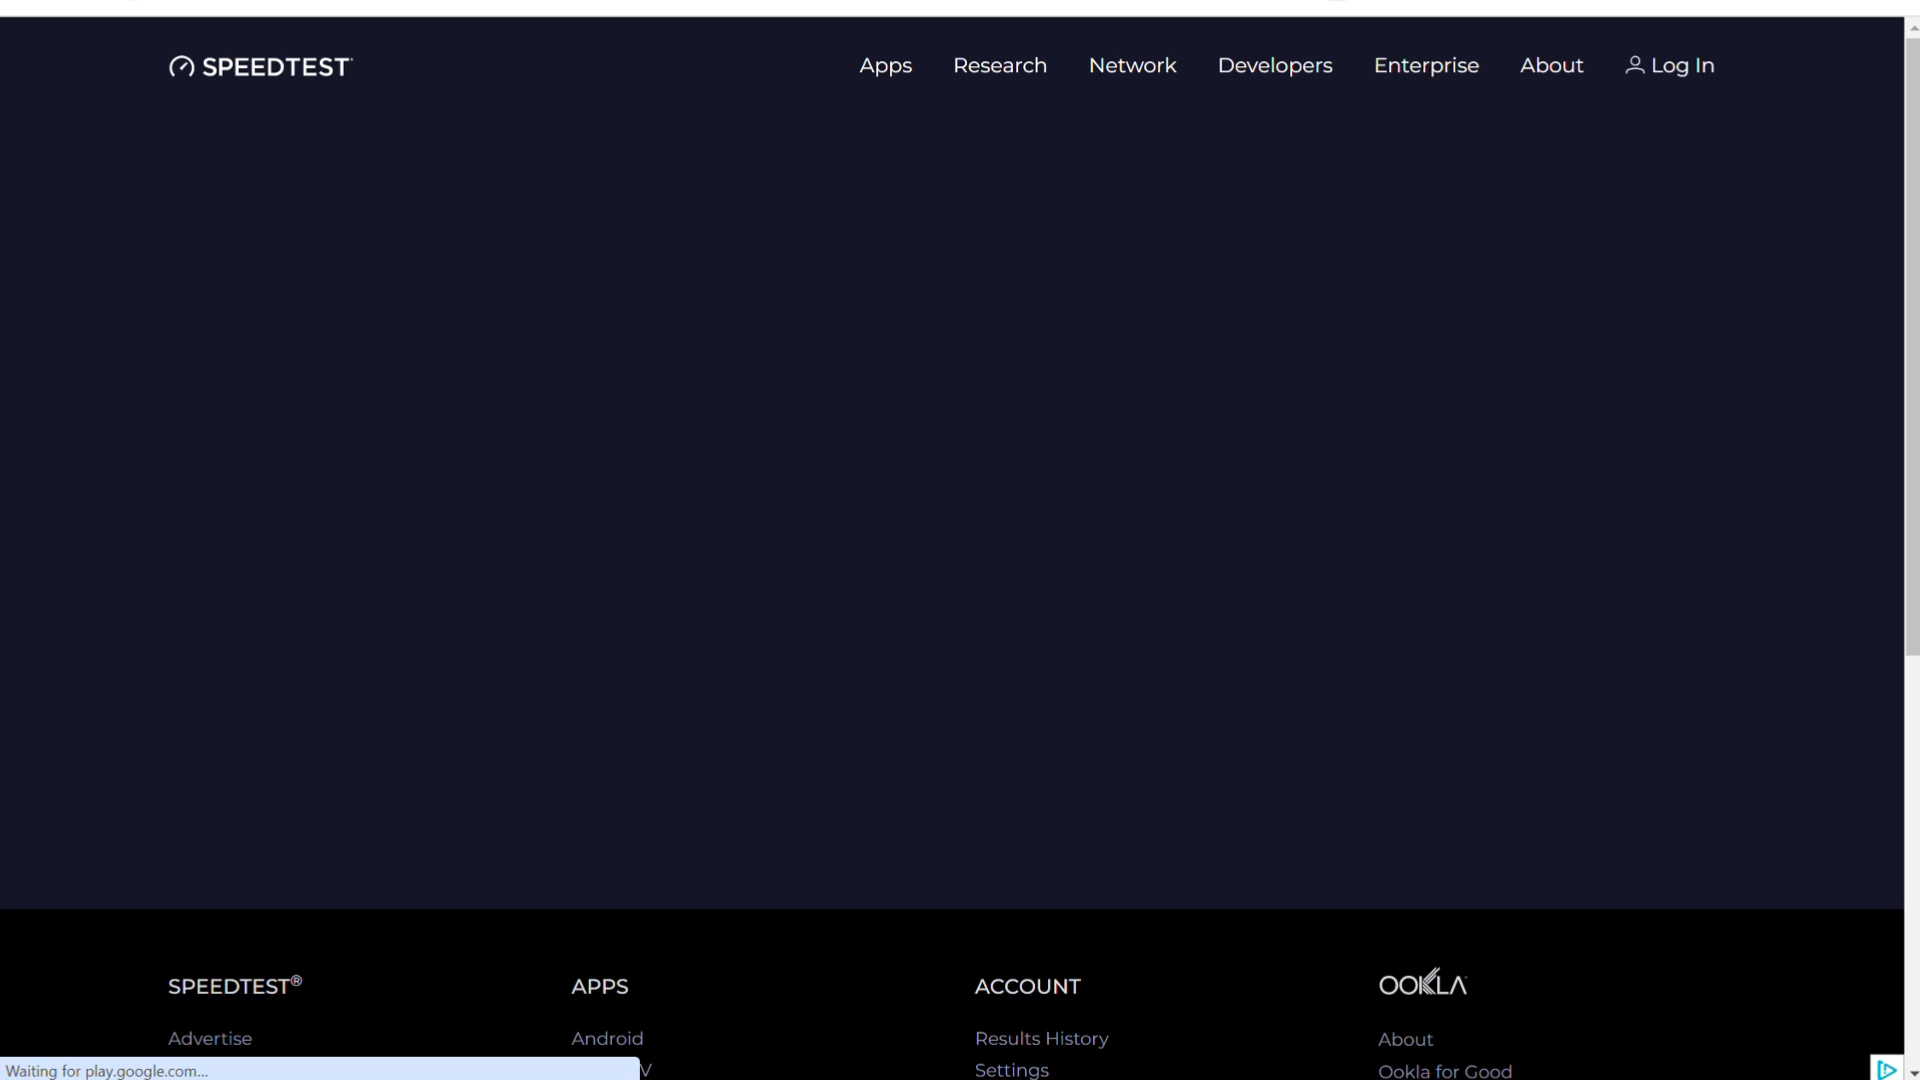 SPEEDTEST
Apps Research Network Developers Enterprise About Log In
SPEEDTEST® APPS ACCOUNT OOKLA
Advertise Android Results History About
V Settings Ookla for Good
Waiting for play.google.com...